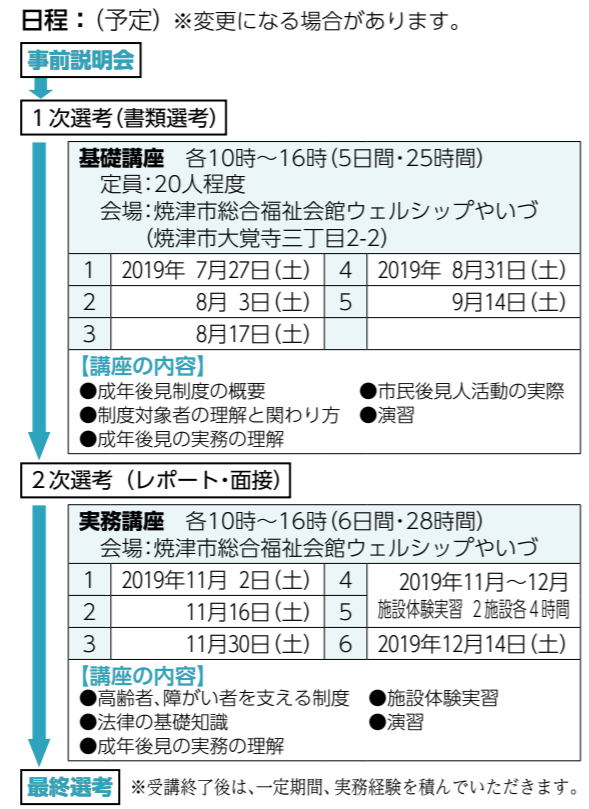 日程：（予定）※変更になる場合があります。
事前説明会
１次選考（書類選考）
基礎講座　各10時～16時（5日間・25時間）
定員：20人程度
会場：焼津市総合福祉会館ウェルシップやいづ
（焼津市大覚寺三丁目2-2）
1　2019年 7月27日（土）　4　2019年 8月31日（土）
2　8月 3日（土）　5　9月14日（土）
3　8月17日（土）
【講座の内容】
●成年後見制度の概要　●市民後見人活動の実際
●制度対象者の理解と関わり方　●演習
●成年後見の実務の理解
２次選考（レポート・面接）
実務講座　各10時～16時（6日間・28時間）
会場：焼津市総合福祉会館ウェルシップやいづ
1　2019年11月 2日（土）　4　2019年11月～12月
2　11月16日（土）　5　施設体験実習 2施設各4時間
3　11月30日（土）　6　2019年12月14日（土）
【講座の内容】
●高齢者、障がい者を支える制度　●施設体験実習
●法律の基礎知識　●演習
●成年後見の実務の理解
最終選考　※受講終了後は、一定期間、実務経験を積んでいただきます。